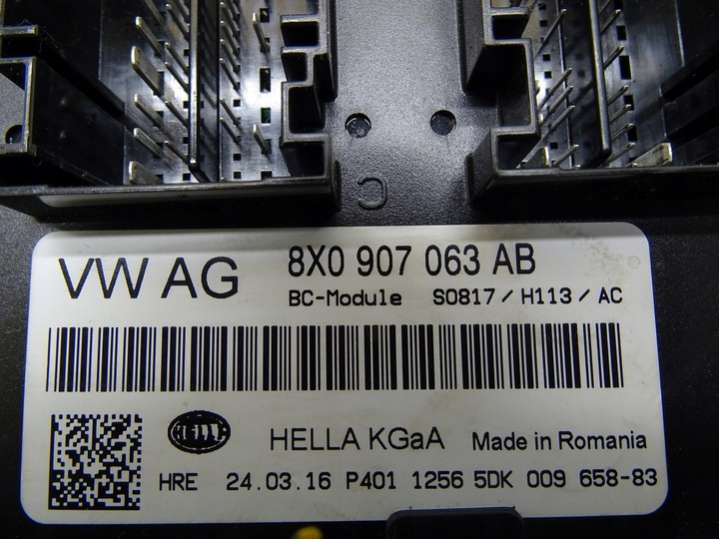 C
VW AG 8X0 907 063 AB
BC-Module S0817 / H113 / AC
HELLA
HELLA KGaA Made in Romania
HRE 24.03.16 P401 1256 5DK 009 658-83